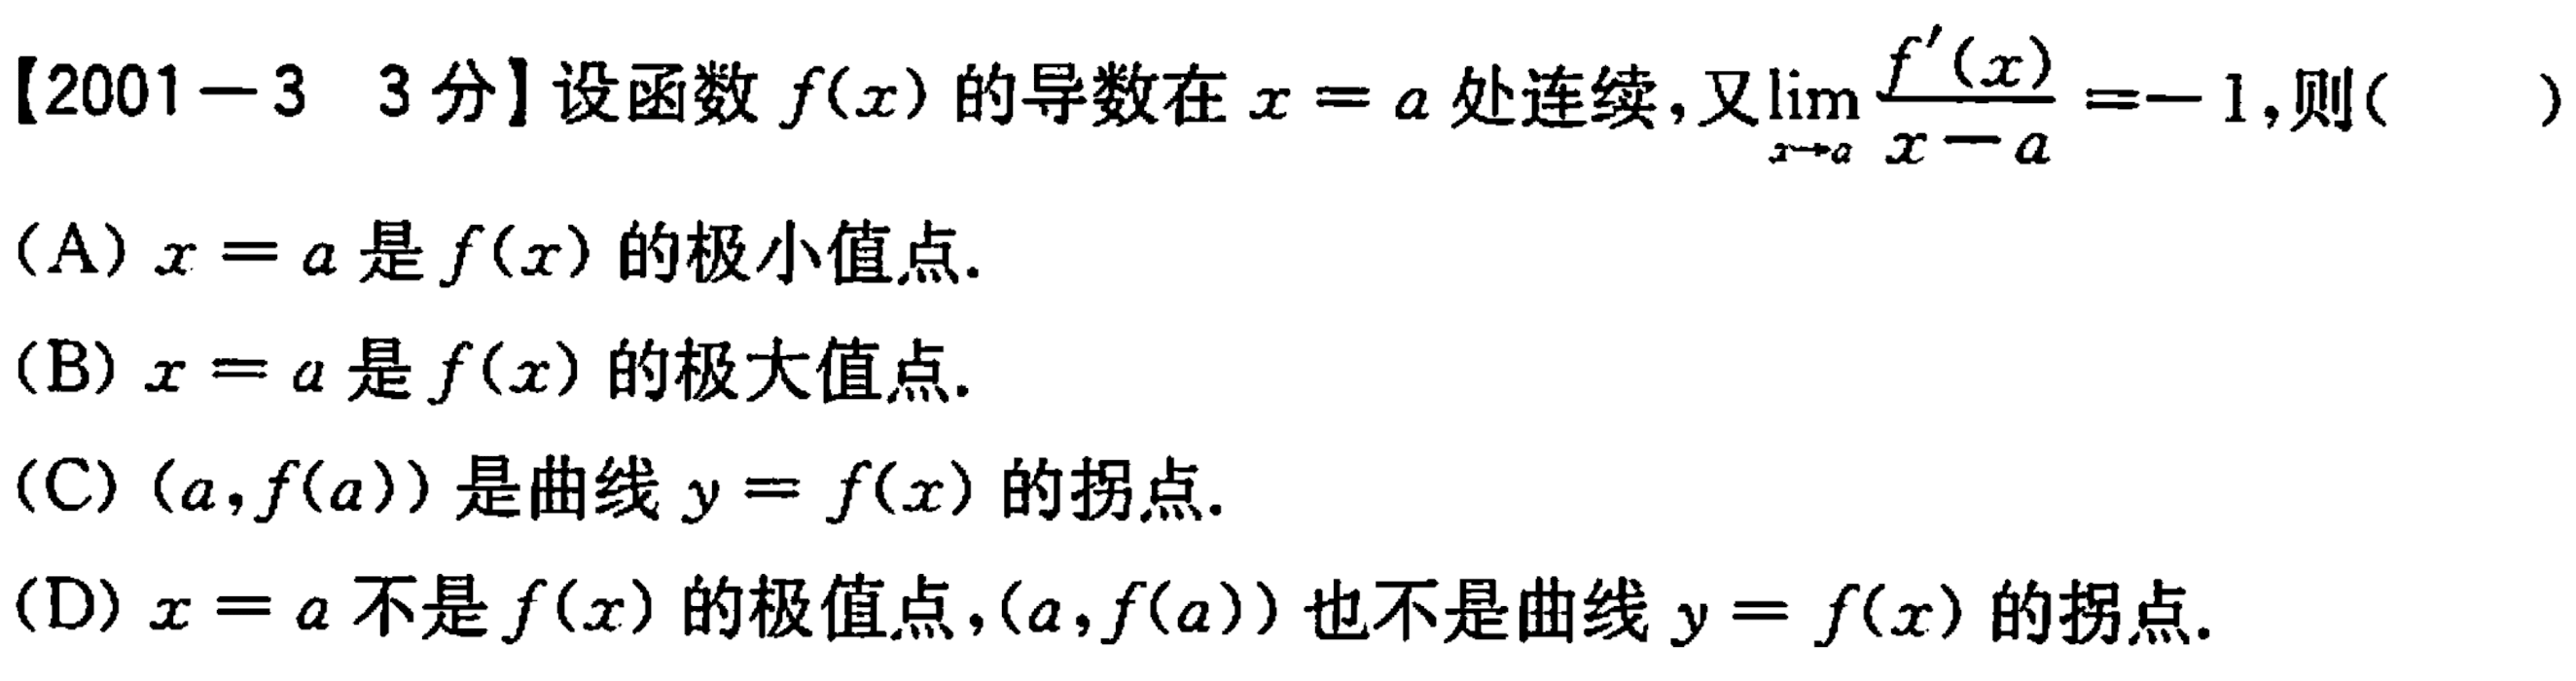 【2001-3 3分】设函数 f(x) 的导数在 x = a 处连续,又 $\lim\limits_{x \to a} \frac{f'(x)}{x-a} = -1$,则( )
(A) x = a 是 f(x) 的极小值点.
(B) x = a 是 f(x) 的极大值点.
(C) (a,f(a)) 是曲线 y = f(x) 的拐点.
(D) x = a 不是 f(x) 的极值点,(a,f(a)) 也不是曲线 y = f(x) 的拐点.